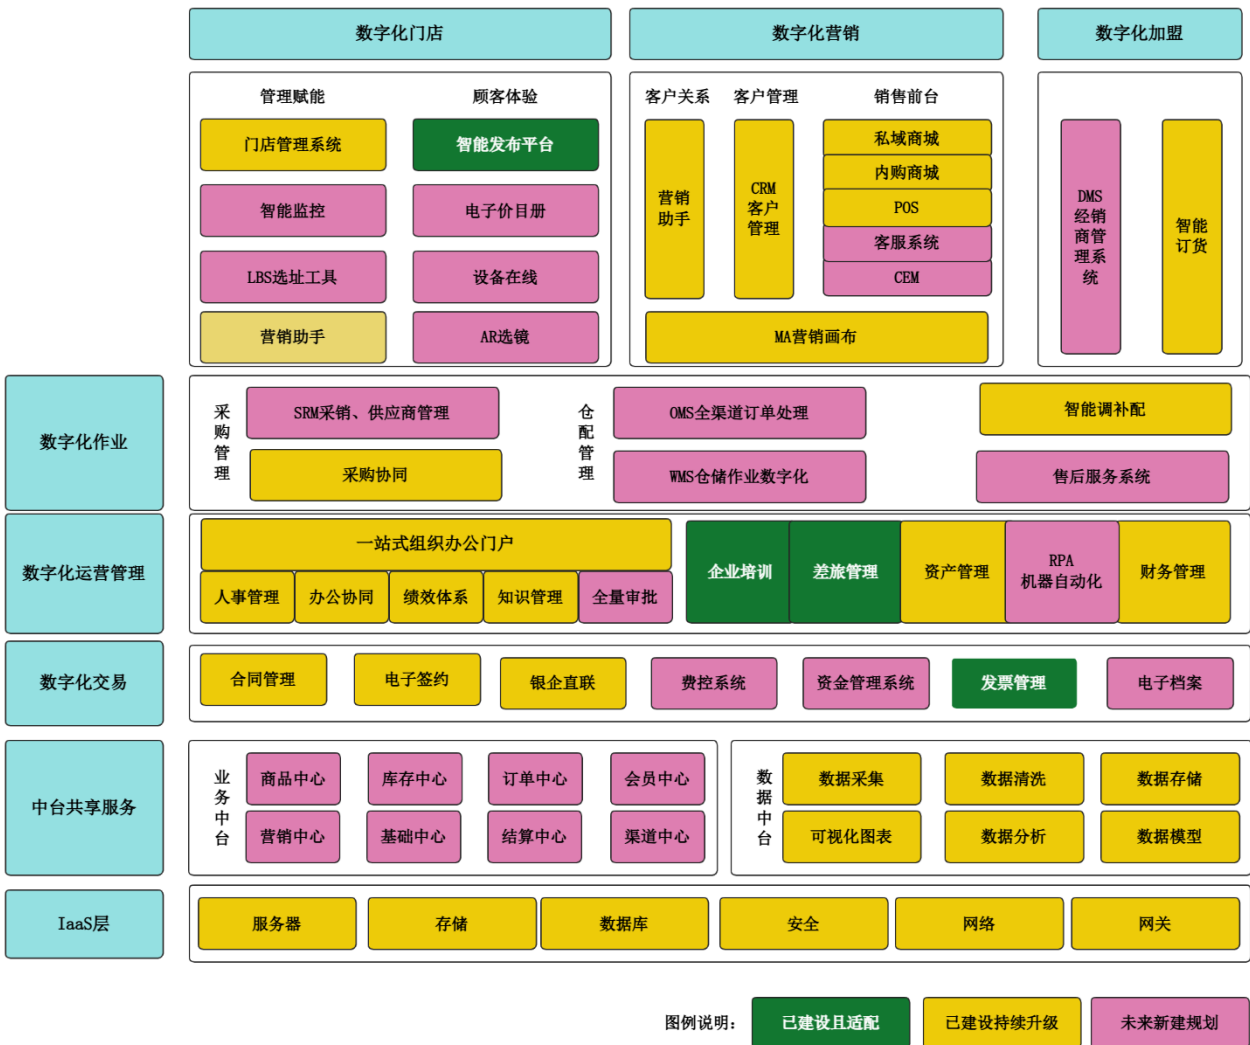 数字化门店
数字化营销
数字化加盟
管理赋能
顾客体验
门店管理系统
智能发布平台
智能监控
电子价目册
LBS选址工具
设备在线
营销助手
AR选镜
客户关系
客户管理
销售前台
营销
助手
CRM
客户
管理
私域商城
内购商城
POS
客服系统
CEM
MA营销画布
DMS
经销
商管
理系
统
智能
订货
数字化作业
采
购
管
理
SRM采销、供应商管理
采购协同
仓
配
管
理
OMS全渠道订单处理
WMS仓储作业数字化
智能调补配
售后服务系统
数字化运营管理
一站式组织办公门户
人事管理
办公协同
绩效体系
知识管理
全量审批
企业培训
差旅管理
资产管理
RPA
机器自动化
财务管理
数字化交易
合同管理
电子签约
银企直联
费控系统
资金管理系统
发票管理
电子档案
中台共享服务
业
务
中
台
商品中心
库存中心
订单中心
会员中心
营销中心
基础中心
结算中心
渠道中心
数
据
中
台
数据采集
数据清洗
数据存储
可视化图表
数据分析
数据模型
IaaS层
服务器
存储
数据库
安全
网络
网关
图例说明：
已建设且适配
已建设持续升级
未来新建规划